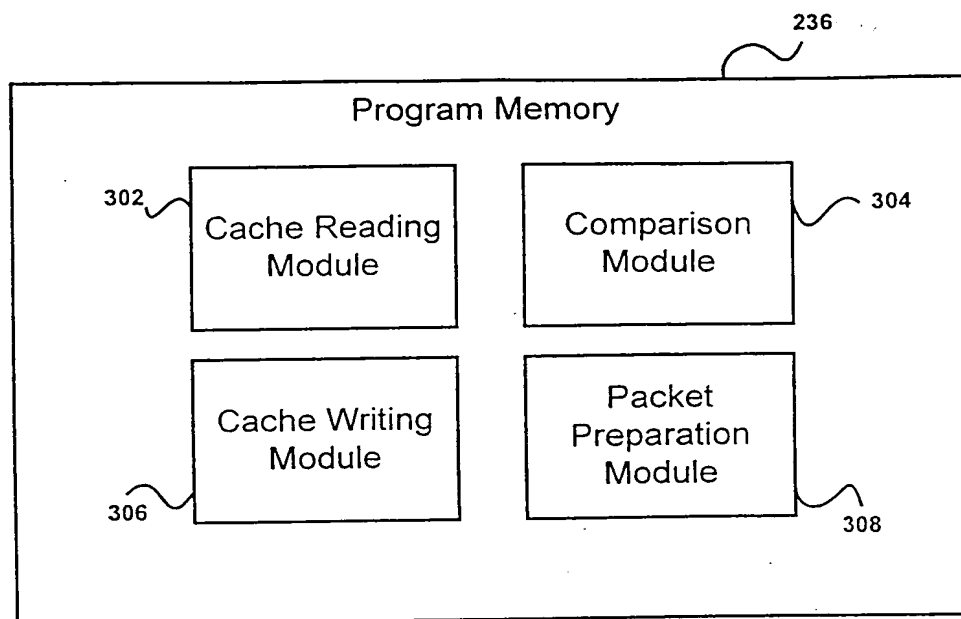 236
Program Memory
302
Cache Reading
Module
Comparison
Module
304
Cache Writing
Module
306
Packet
Preparation
Module
308